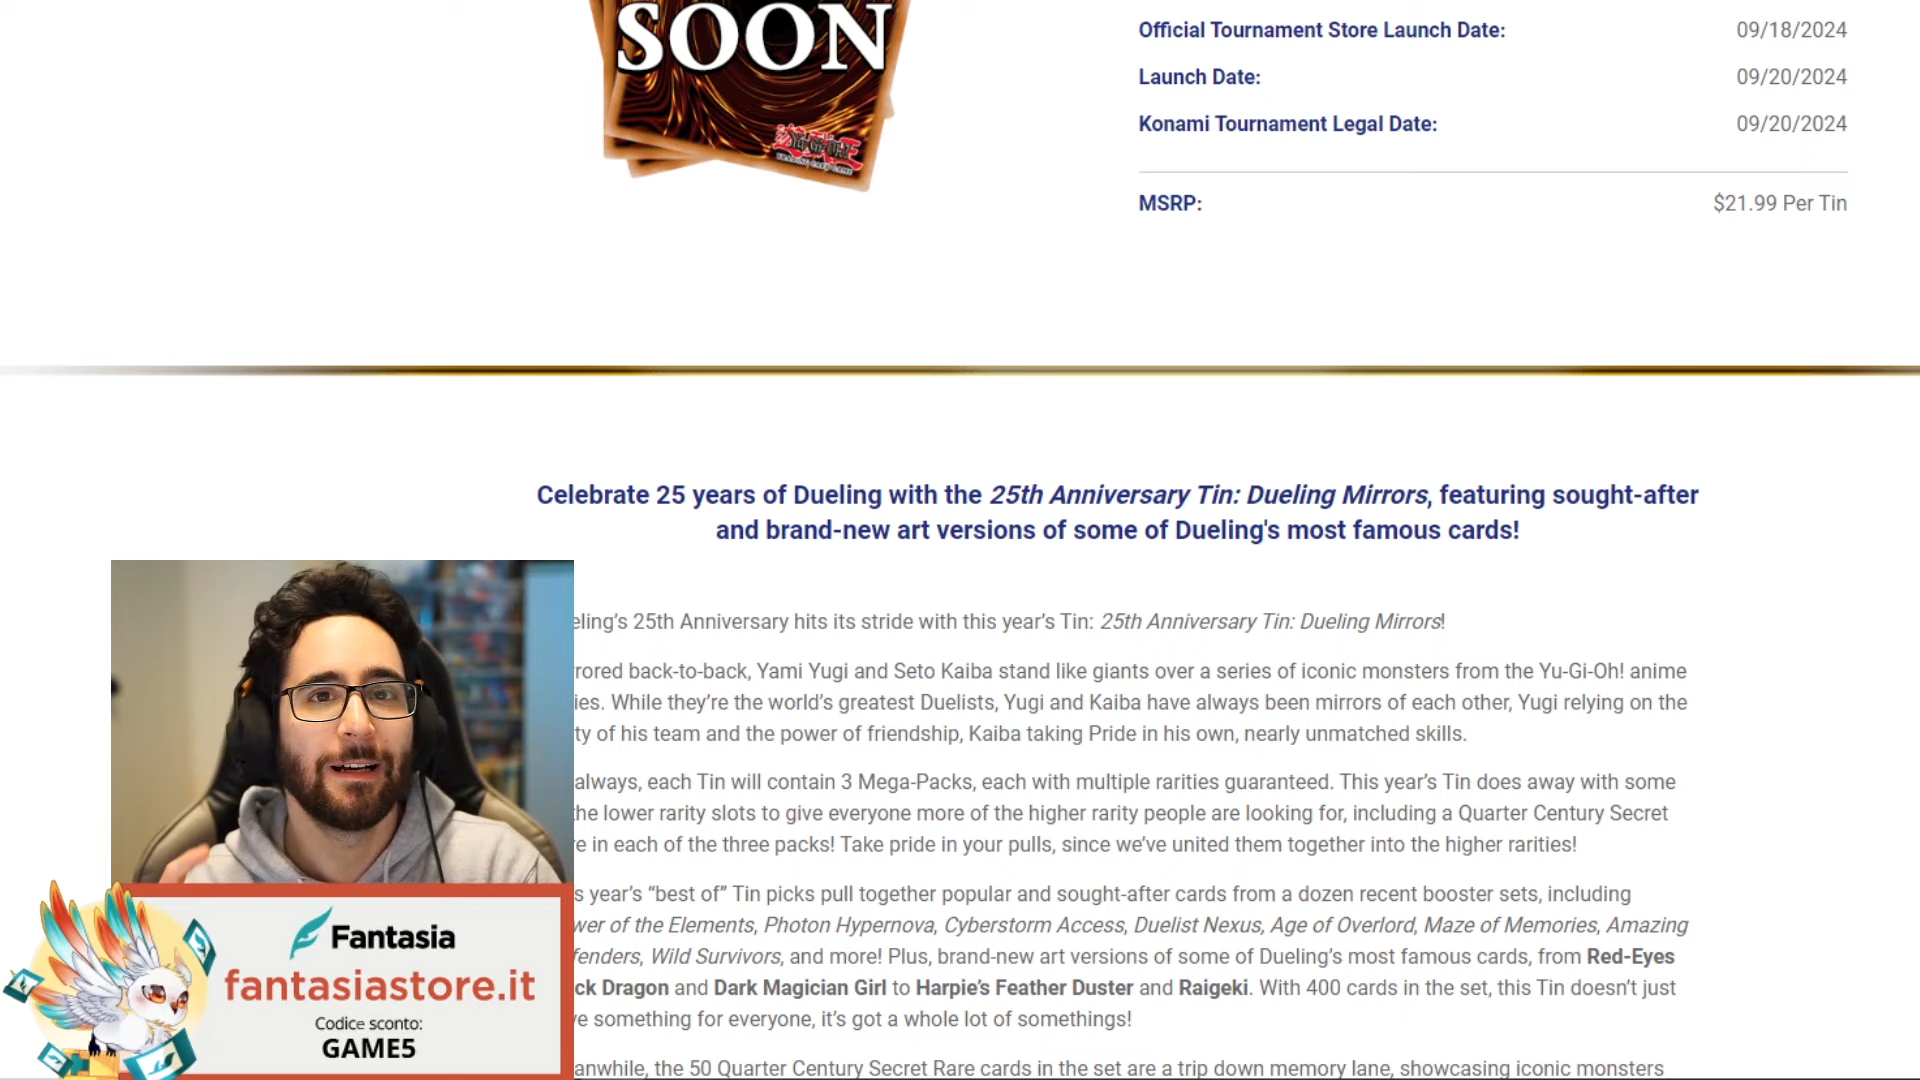 SOON
Official Tournament Store Launch Date: 09/18/2024
Launch Date: 09/20/2024
Konami Tournament Legal Date: 09/20/2024
MSRP: $21.99 Per Tin
Celebrate 25 years of Dueling with the 25th Anniversary Tin: Dueling Mirrors, featuring sought-after
and brand-new art versions of some of Dueling's most famous cards!
eling’s 25th Anniversary hits its stride with this year’s Tin: 25th Anniversary Tin: Dueling Mirrors!
rored back-to-back, Yami Yugi and Seto Kaiba stand like giants over a series of iconic monsters from the Yu-Gi-Oh! anime
ies. While they’re the world’s greatest Duelists, Yugi and Kaiba have always been mirrors of each other, Yugi relying on the
ty of his team and the power of friendship, Kaiba taking Pride in his own, nearly unmatched skills.
always, each Tin will contain 3 Mega-Packs, each with multiple rarities guaranteed. This year’s Tin does away with some
he lower rarity slots to give everyone more of the higher rarity people are looking for, including a Quarter Century Secret
e in each of the three packs! Take pride in your pulls, since we’ve united them together into the higher rarities!
s year’s “best of” Tin picks pull together popular and sought-after cards from a dozen recent booster sets, including
wer of the Elements, Photon Hypernova, Cyberstorm Access, Duelist Nexus, Age of Overlord, Maze of Memories, Amazing
fenders, Wild Survivors, and more! Plus, brand-new art versions of some of Dueling’s most famous cards, from Red-Eyes
ck Dragon and Dark Magician Girl to Harpie’s Feather Duster and Raigeki. With 400 cards in the set, this Tin doesn’t just
e something for everyone, it’s got a whole lot of somethings!
anwhile, the 50 Quarter Century Secret Rare cards in the set are a trip down memory lane, showcasing iconic monsters
Fantasia
fantasiastore.it
Codice sconto:
GAME5